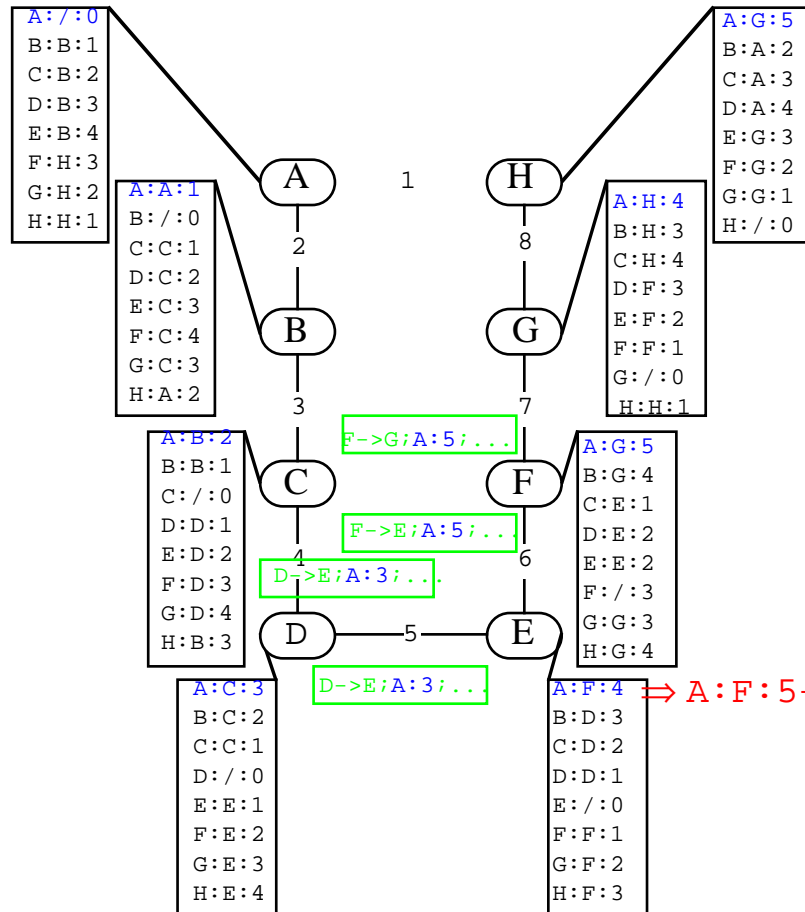 A:/:0
B:B:1
C:B:2
D:B:3
E:B:4
F:H:3
G:H:2
H:H:1
A
1
H
A:G:5
B:A:2
C:A:3
D:A:4
E:G:3
F:G:2
G:G:1
H:/:0
A:A:1
B:/:0
C:C:1
D:C:2
E:C:3
F:C:4
G:C:3
H:A:2
2
8
A:H:4
B:H:3
C:H:4
D:F:3
E:F:2
F:F:1
G:/:0
H:H:1
B
G
3
7
F->G;A:5;...
A:B:2
B:B:1
C:/:0
D:D:1
E:D:2
F:D:3
G:D:4
H:B:3
C
F
A:G:5
B:G:4
C:E:1
D:E:2
E:E:2
F:/:3
G:G:3
H:G:4
F->E;A:5;...
4
6
D->E;A:3;...
D
5
E
D->E;A:3;...
A:C:3
B:C:2
C:C:1
D:/:0
E:E:1
F:E:2
G:E:3
H:E:4
A:F:4 ⇒ A:F:5
B:D:3
C:D:2
D:D:1
E:/:0
F:F:1
G:F:2
H:F:3